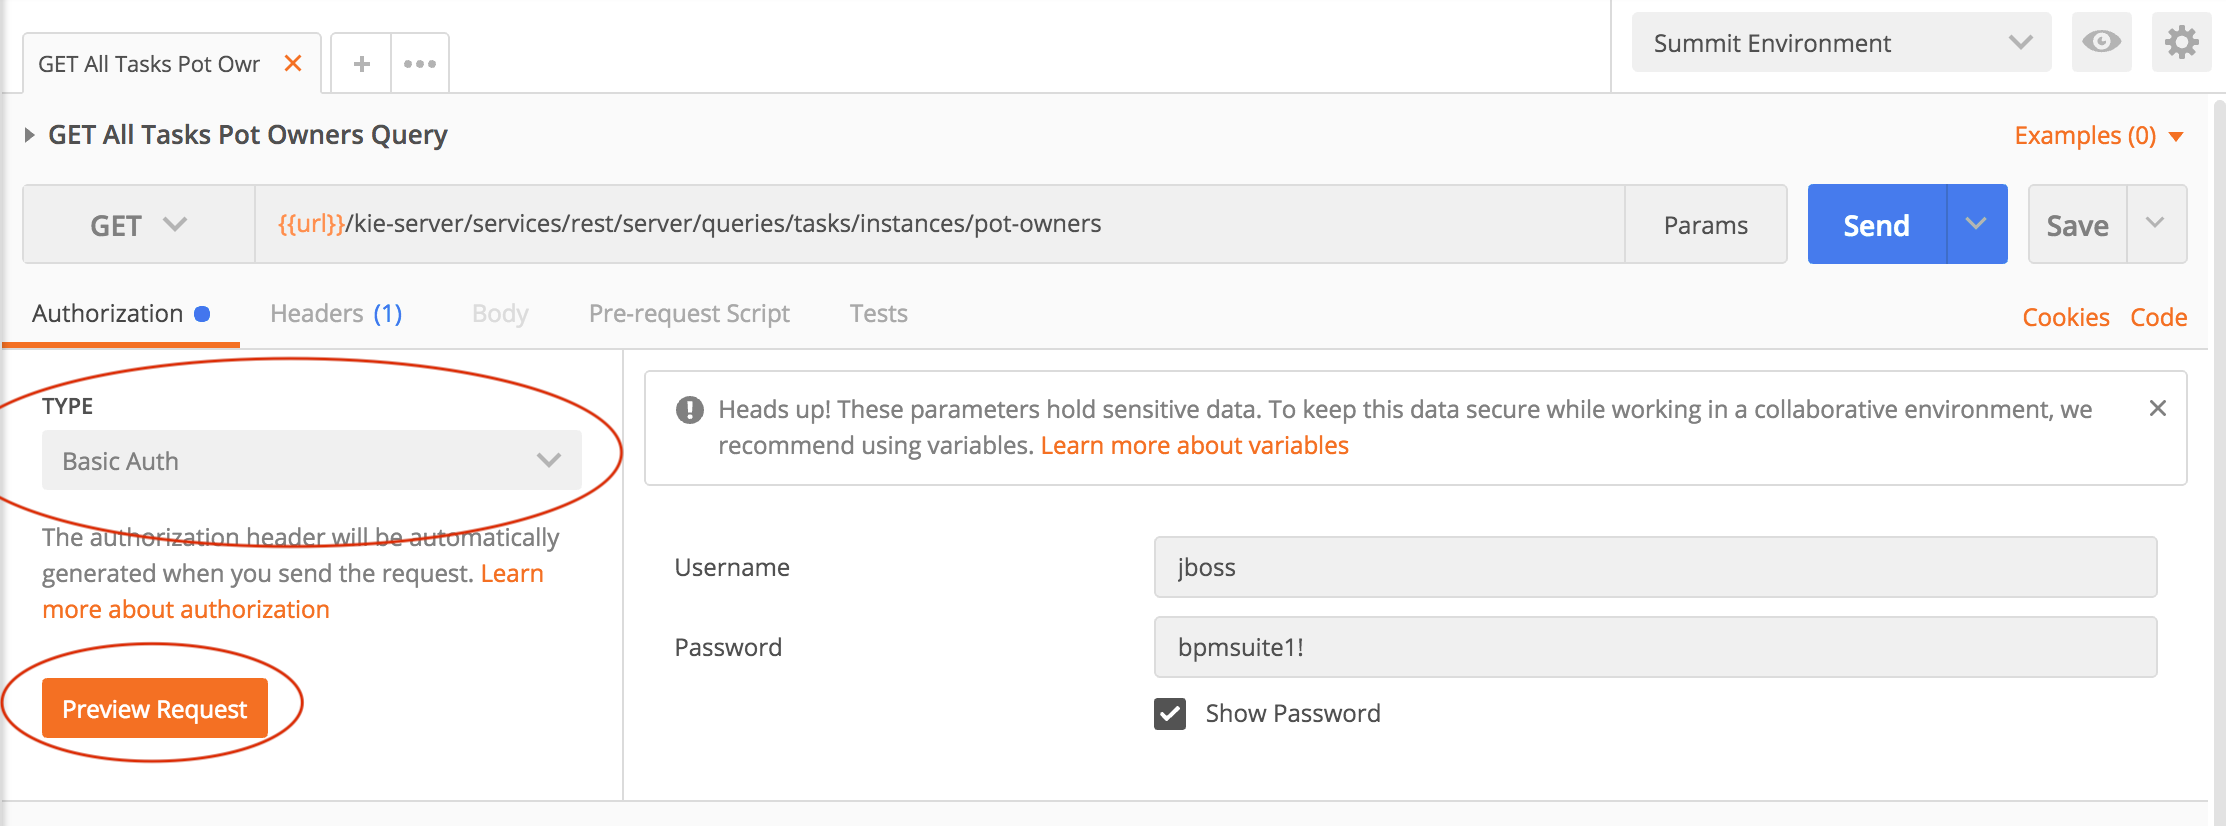 GET All Tasks Pot Owr
Summit Environment
GET All Tasks Pot Owners Query
Examples (0)
GET
{{url}}/kie-server/services/rest/server/queries/tasks/instances/pot-owners
Params
Send
Save
Authorization
Headers (1)
Body
Pre-request Script
Tests
Cookies
Code
TYPE
Basic Auth
The authorization header will be automatically
generated when you send the request. Learn
more about authorization
Preview Request
Heads up! These parameters hold sensitive data. To keep this data secure while working in a collaborative environment, we
recommend using variables. Learn more about variables
Username
jboss
Password
bpmsuite1!
Show Password